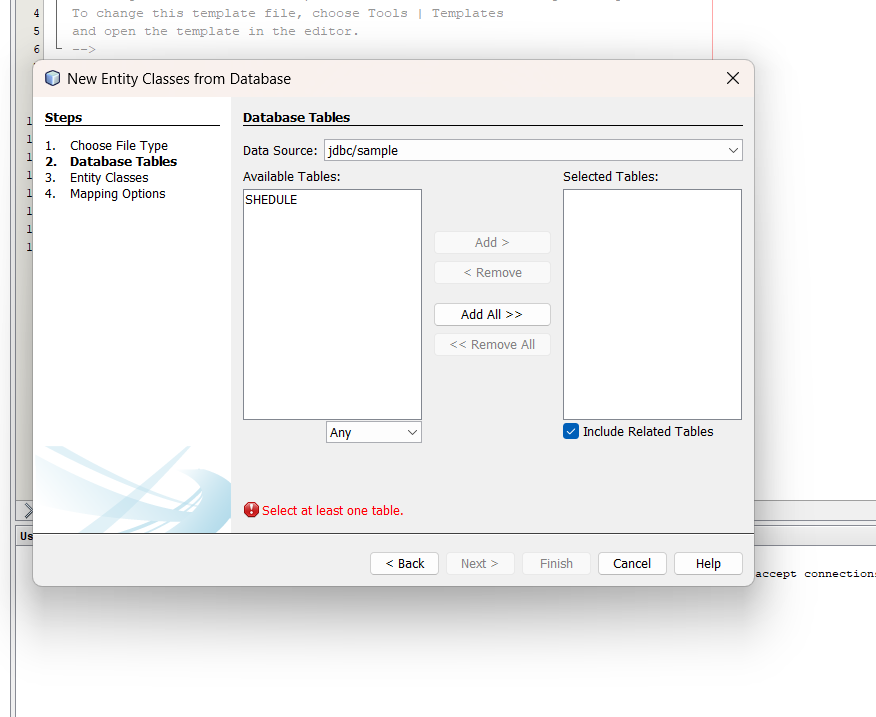 4 To change this template file, choose Tools | Templates
5 and open the template in the editor.
6 -->
New Entity Classes from Database
Steps
1. Choose File Type
2. Database Tables
3. Entity Classes
4. Mapping Options
Database Tables
Data Source: jdbc/sample
Available Tables:
Selected Tables:
SHEDULE
Add >
< Remove
Add All >>
<< Remove All
Any
Include Related Tables
Select at least one table.
< Back
Next >
Finish
Cancel
Help
accept connections